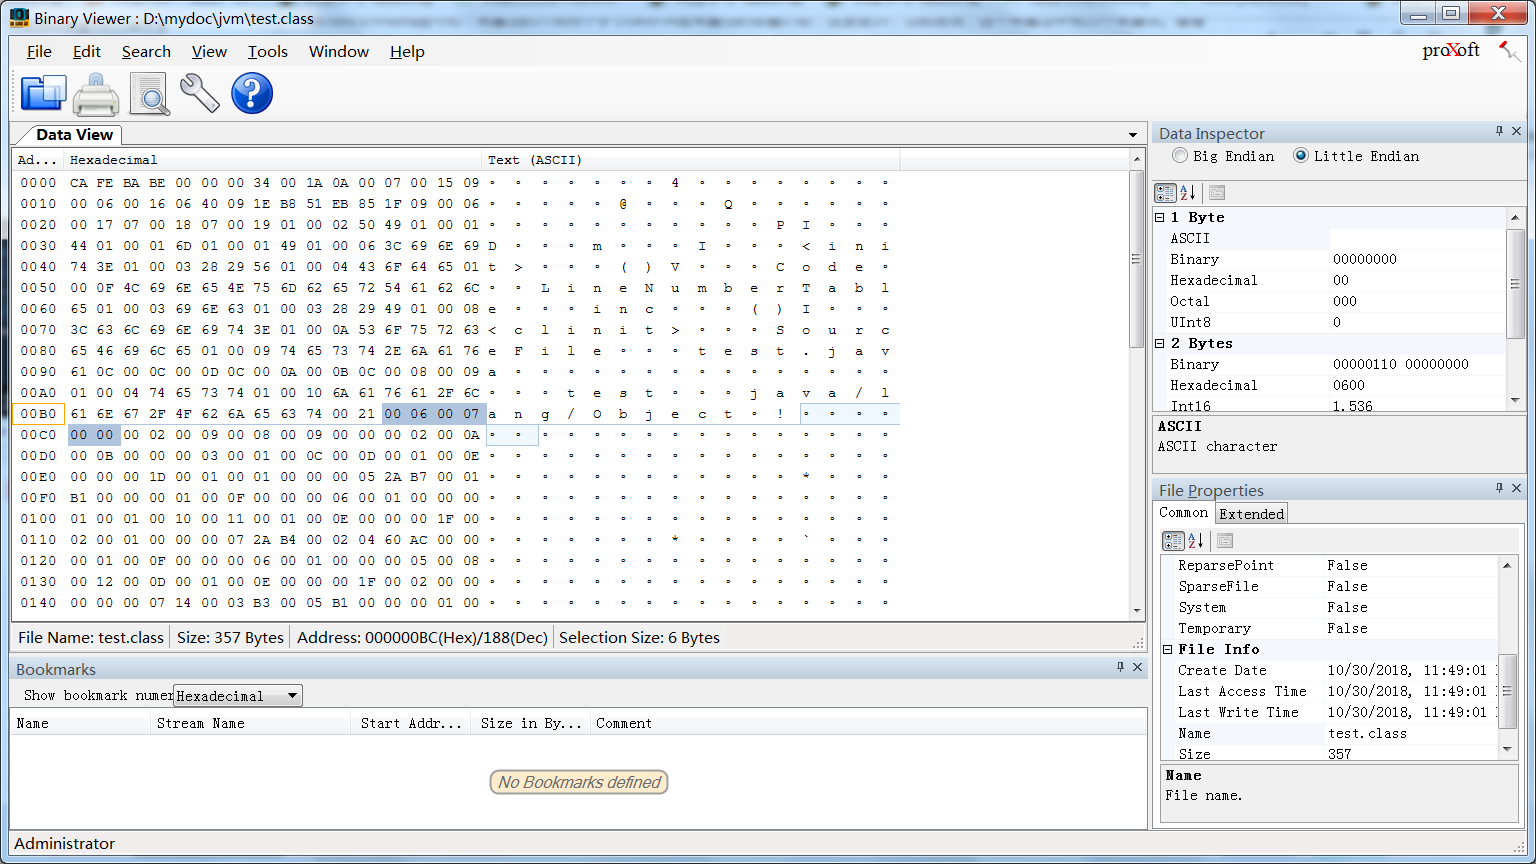 Binary Viewer : D:\mydoc\jvm\test.class
File Edit Search View Tools Window Help
proXsoft
Data View
Ad... Hexadecimal Text (ASCII)
0000 CA FE BA BE 00 00 00 34 00 1A 0A 00 07 00 15 09 ∘ ∘ ∘ ∘ ∘ ∘ ∘ 4 ∘ ∘ ∘ ∘ ∘ ∘ ∘ ∘
0010 00 06 00 16 06 40 09 1E B8 51 EB 85 1F 09 00 06 ∘ ∘ ∘ ∘ ∘ @ ∘ ∘ ∘ Q ∘ ∘ ∘ ∘ ∘ ∘
0020 00 17 07 00 18 07 00 19 01 00 02 50 49 01 00 01 ∘ ∘ ∘ ∘ ∘ ∘ ∘ ∘ ∘ ∘ ∘ P I ∘ ∘ ∘
0030 44 01 00 01 6D 01 00 01 49 01 00 06 3C 69 6E 69 D ∘ ∘ ∘ m ∘ ∘ ∘ I ∘ ∘ ∘ < i n i
0040 74 3E 01 00 03 28 29 56 01 00 04 43 6F 64 65 01 t > ∘ ∘ ∘ ( ) V ∘ ∘ ∘ C o d e ∘
0050 00 0F 4C 69 6E 65 4E 75 6D 62 65 72 54 61 62 6C ∘ ∘ L i n e N u m b e r T a b l
0060 65 01 00 03 69 6E 63 01 00 03 28 29 49 01 00 08 e ∘ ∘ ∘ i n c ∘ ∘ ∘ ( ) I ∘ ∘ ∘
0070 3C 63 6C 69 6E 69 74 3E 01 00 0A 53 6F 75 72 63 < c l i n i t > ∘ ∘ ∘ S o u r c
0080 65 46 69 6C 65 01 00 09 74 65 73 74 2E 6A 61 76 e F i l e ∘ ∘ ∘ t e s t . j a v
0090 61 0C 00 0C 00 0D 0C 00 0A 00 0B 0C 00 08 00 09 a ∘ ∘ ∘ ∘ ∘ ∘ ∘ ∘ ∘ ∘ ∘ ∘ ∘ ∘ ∘
00A0 01 00 04 74 65 73 74 01 00 10 6A 61 76 61 2F 6C ∘ ∘ ∘ t e s t ∘ ∘ ∘ j a v a / l
00B0 61 6E 67 2F 4F 62 6A 65 63 74 00 21 00 06 00 07 a n g / O b j e c t ∘ ! ∘ ∘ ∘ ∘
00C0 00 00 00 02 00 09 00 08 00 09 00 00 00 02 00 0A ∘ ∘ ∘ ∘ ∘ ∘ ∘ ∘ ∘ ∘ ∘ ∘ ∘ ∘ ∘ ∘
00D0 00 0B 00 00 00 03 00 01 00 0C 00 0D 00 01 00 0E ∘ ∘ ∘ ∘ ∘ ∘ ∘ ∘ ∘ ∘ ∘ ∘ ∘ ∘ ∘ ∘
00E0 00 00 00 1D 00 01 00 01 00 00 00 05 2A B7 00 01 ∘ ∘ ∘ ∘ ∘ ∘ ∘ ∘ ∘ ∘ ∘ ∘ * ∘ ∘ ∘
00F0 B1 00 00 00 01 00 0F 00 00 00 06 00 01 00 00 00 ∘ ∘ ∘ ∘ ∘ ∘ ∘ ∘ ∘ ∘ ∘ ∘ ∘ ∘ ∘ ∘
0100 01 00 01 00 10 00 11 00 01 00 0E 00 00 00 1F 00 ∘ ∘ ∘ ∘ ∘ ∘ ∘ ∘ ∘ ∘ ∘ ∘ ∘ ∘ ∘ ∘
0110 02 00 01 00 00 00 07 2A B4 00 02 04 60 AC 00 00 ∘ ∘ ∘ ∘ ∘ ∘ ∘ * ∘ ∘ ∘ ∘ ` ∘ ∘ ∘
0120 00 01 00 0F 00 00 00 06 00 01 00 00 00 05 00 08 ∘ ∘ ∘ ∘ ∘ ∘ ∘ ∘ ∘ ∘ ∘ ∘ ∘ ∘ ∘ ∘
0130 00 12 00 0D 00 01 00 0E 00 00 00 1F 00 02 00 00 ∘ ∘ ∘ ∘ ∘ ∘ ∘ ∘ ∘ ∘ ∘ ∘ ∘ ∘ ∘ ∘
0140 00 00 00 07 14 00 03 B3 00 05 B1 00 00 00 01 00 ∘ ∘ ∘ ∘ ∘ ∘ ∘ ∘ ∘ ∘ ∘ ∘ ∘ ∘ ∘ ∘
File Name: test.class Size: 357 Bytes Address: 000000BC(Hex)/188(Dec) Selection Size: 6 Bytes
Bookmarks
Show bookmark numer Hexadecimal
Name Stream Name Start Addr... Size in By... Comment
No Bookmarks defined
Administrator
Data Inspector
Big Endian Little Endian
1 Byte
ASCII
Binary 00000000
Hexadecimal 00
Octal 000
UInt8 0
2 Bytes
Binary 00000110 00000000
Hexadecimal 0600
Int16 1.536
ASCII
ASCII character
File Properties
Common Extended
ReparsePoint False
SparseFile False
System False
Temporary False
File Info
Create Date 10/30/2018, 11:49:01
Last Access Time 10/30/2018, 11:49:01
Last Write Time 10/30/2018, 11:49:01
Name test.class
Size 357
Name
File name.